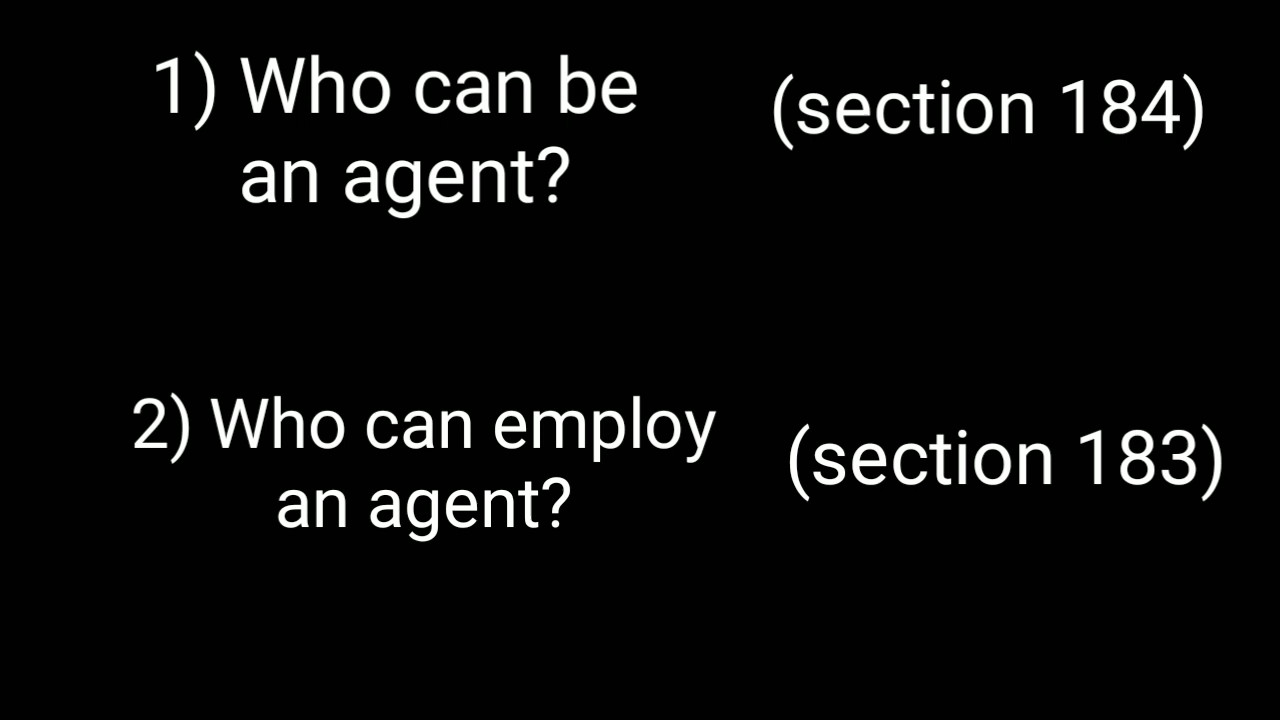 1) Who can be (section 184)
an agent?
2) Who can employ (section 183)
an agent?